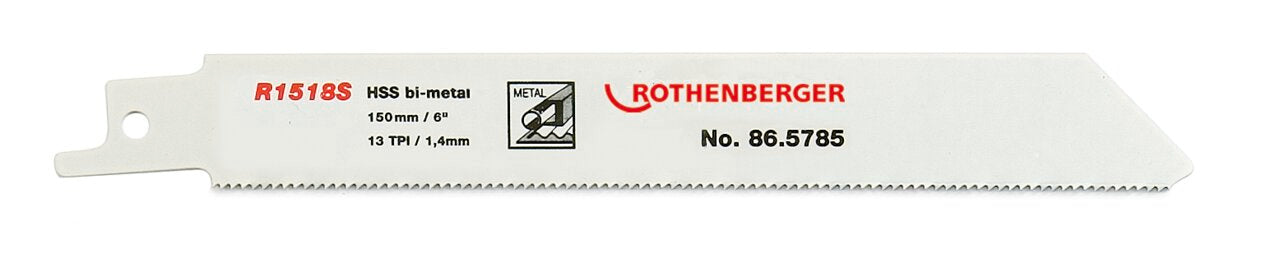 R1518S HSS bi-metal
150mm / 6"
13 TPI / 1,4mm
METAL
ROTHENBERGER
No. 86.5785